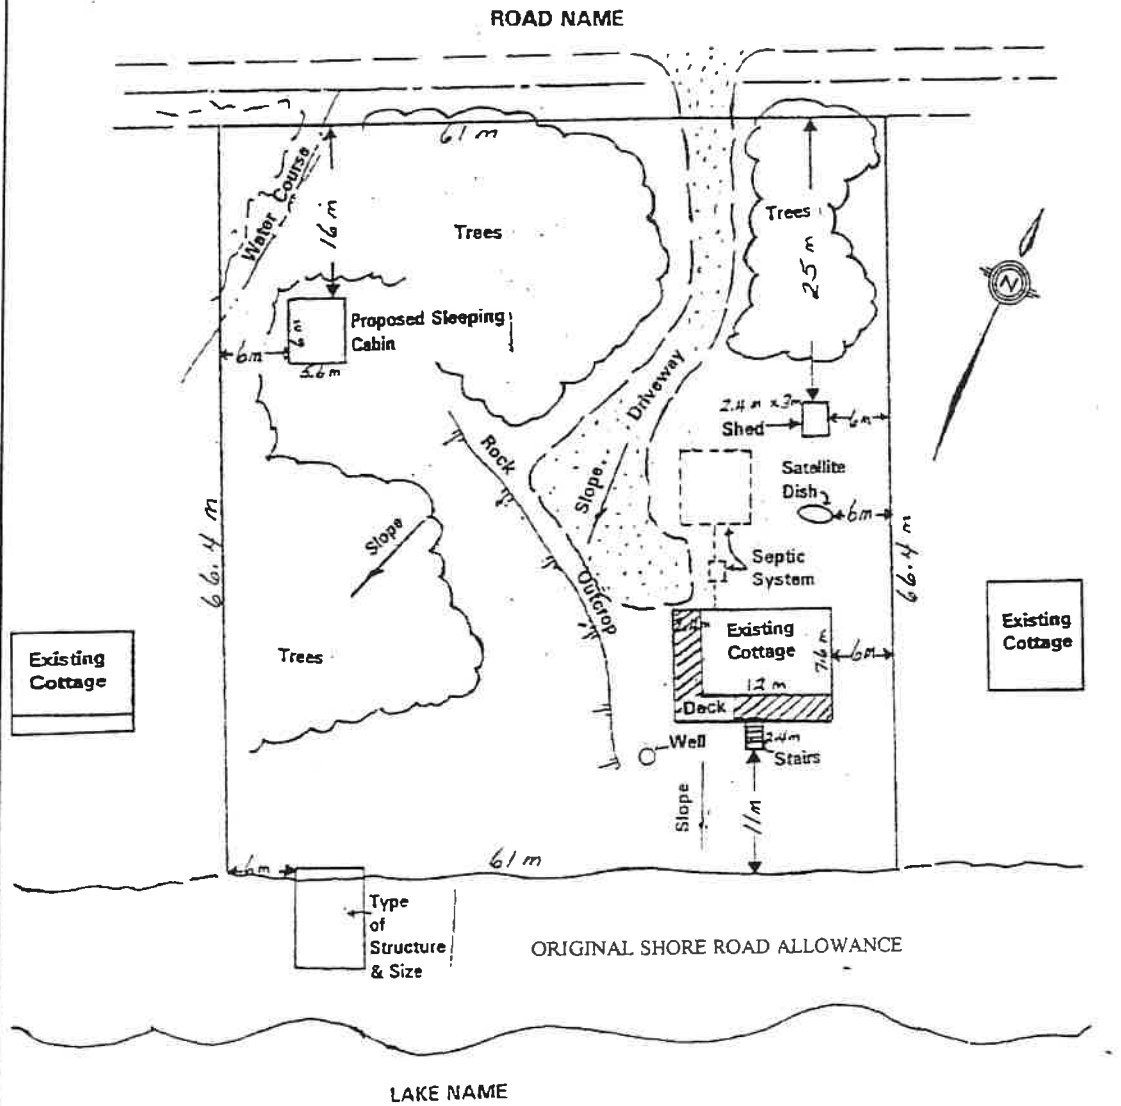 ROAD NAME
61 m
Water Course
16 m
Trees
Trees
25 m
N
Proposed Sleeping
Cabin
6m
6m
5.6m
Driveway
2.4 m x 3m
Shed
6m
Rock
Outcrop
Slope
Satellite
Dish
6m
Slope
Septic
System
66.4 m
66.4 m
Existing
Cottage
Trees
Existing
Cottage
7.6 m
6m
12 m
Existing
Cottage
Deck
Well
2.4m
Stairs
Slope
11m
6m
61 m
Type
of
Structure
& Size
ORIGINAL SHORE ROAD ALLOWANCE
LAKE NAME